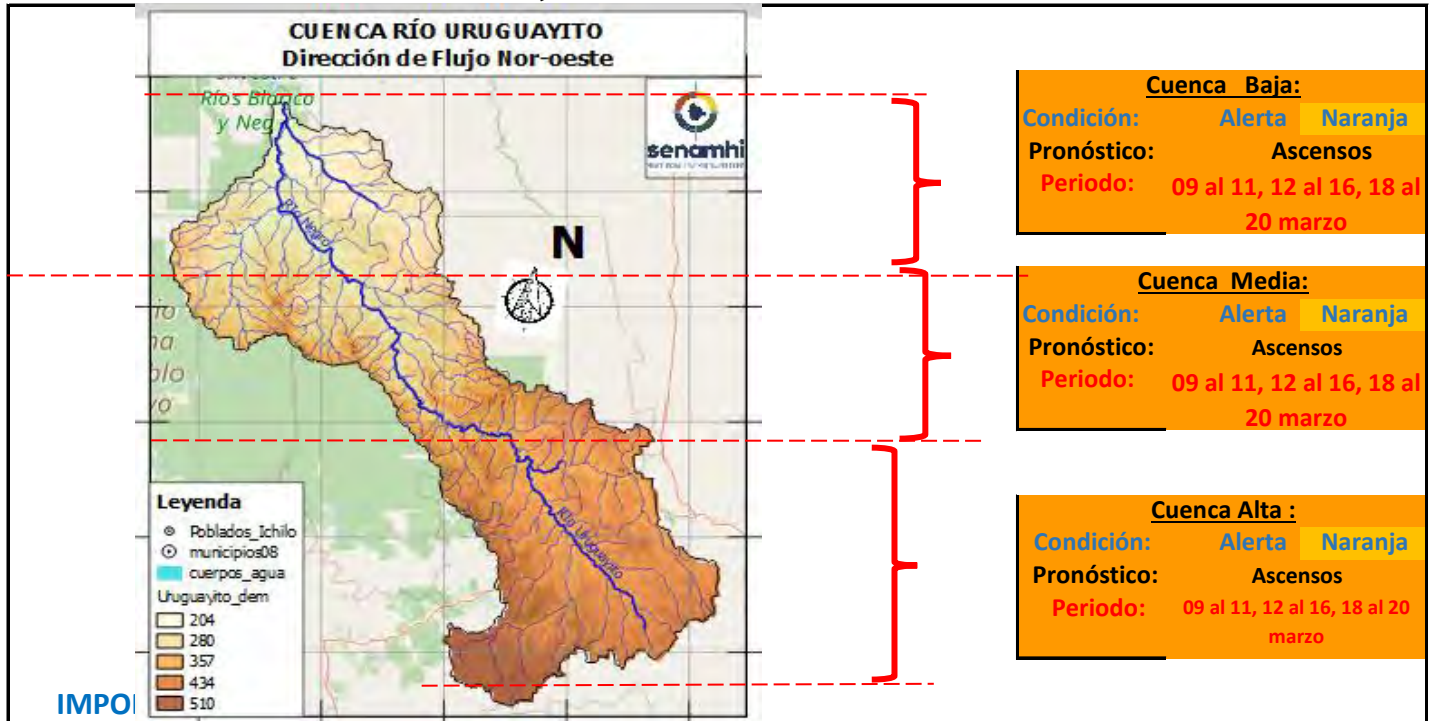 CUENCA RÍO URUGUAYITO
Dirección de Flujo Nor-oeste
Ríos Blanco
y Neg
senamhi
Río Negro
N
Río Uruguayito
Leyenda
Poblados_Ichilo
municipios08
cuerpos_agua
Uruguayito_dem
204
280
357
434
510
Cuenca Baja:
Condición: Alerta Naranja
Pronóstico: Ascensos
Periodo: 09 al 11, 12 al 16, 18 al
20 marzo
Cuenca Media:
Condición: Alerta Naranja
Pronóstico: Ascensos
Periodo: 09 al 11, 12 al 16, 18 al
20 marzo
Cuenca Alta :
Condición: Alerta Naranja
Pronóstico: Ascensos
Periodo: 09 al 11, 12 al 16, 18 al 20
marzo